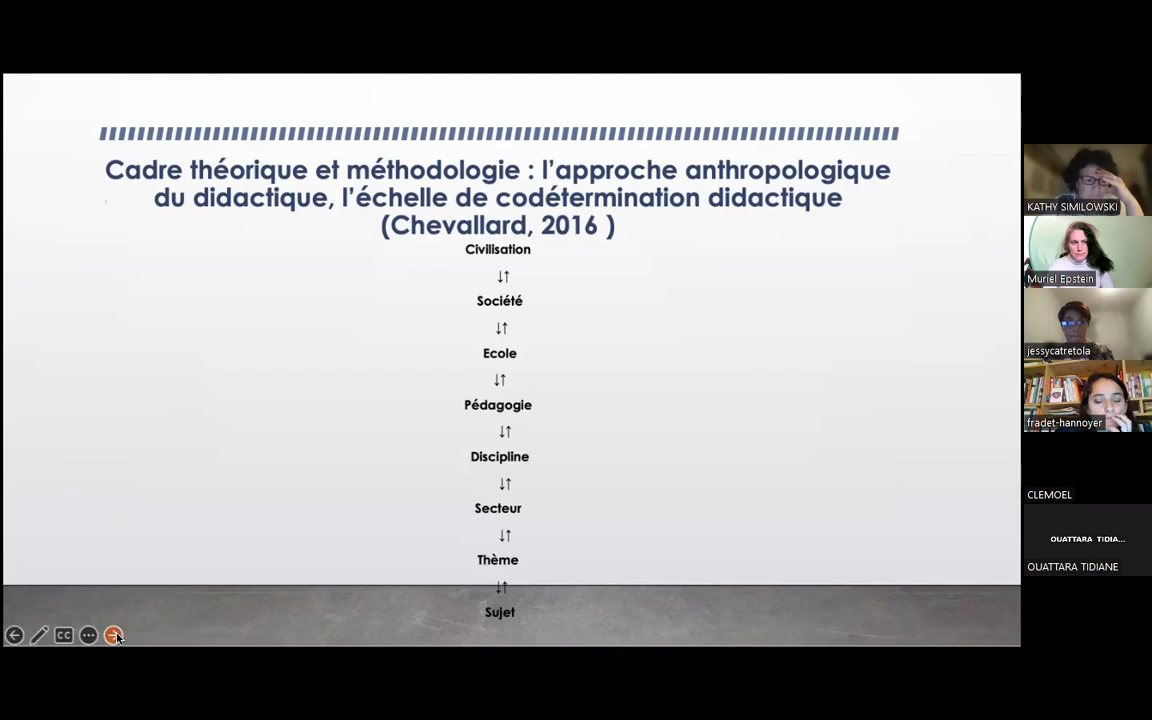 Cadre théorique et méthodologie : l’approche anthropologique
du didactique, l’échelle de codétermination didactique
(Chevallard, 2016 )
Civilisation
↓↑
Société
↓↑
Ecole
↓↑
Pédagogie
↓↑
Discipline
↓↑
Secteur
↓↑
Thème
↓↑
Sujet
CC
KATHY SIMILOWSKI
Muriel Epstein
jessycatretola
fradet-hannoyer
CLEMOEL
OUATTARA TIDIA...
OUATTARA TIDIANE